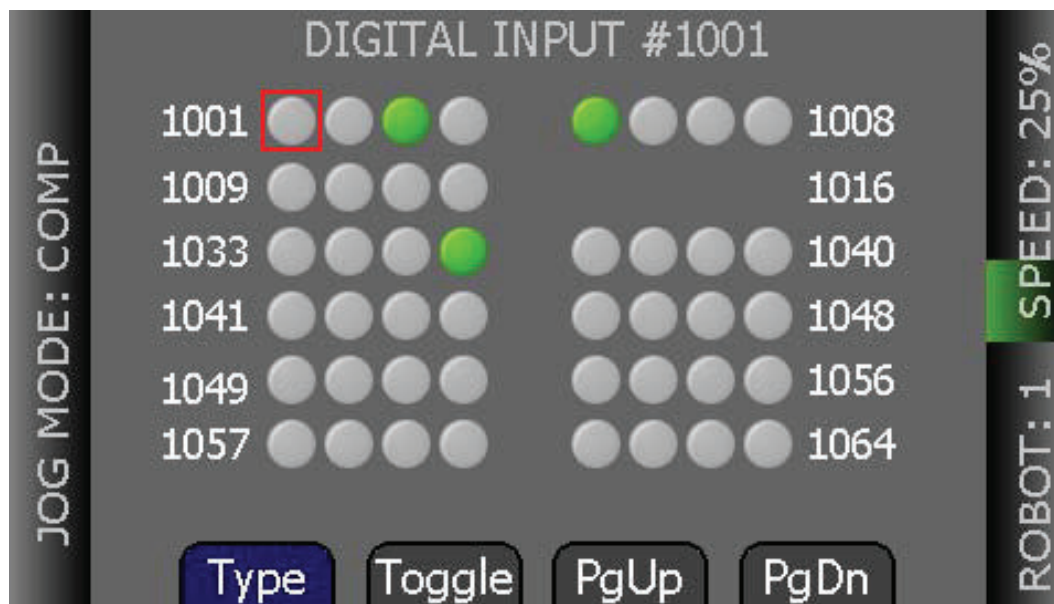 DIGITAL INPUT #1001
1001 1008
1009 1016
1033 1040
1041 1048
1049 1056
1057 1064
JOG MODE: COMP
SPEED: 25%
ROBOT: 1
Type Toggle PgUp PgDn